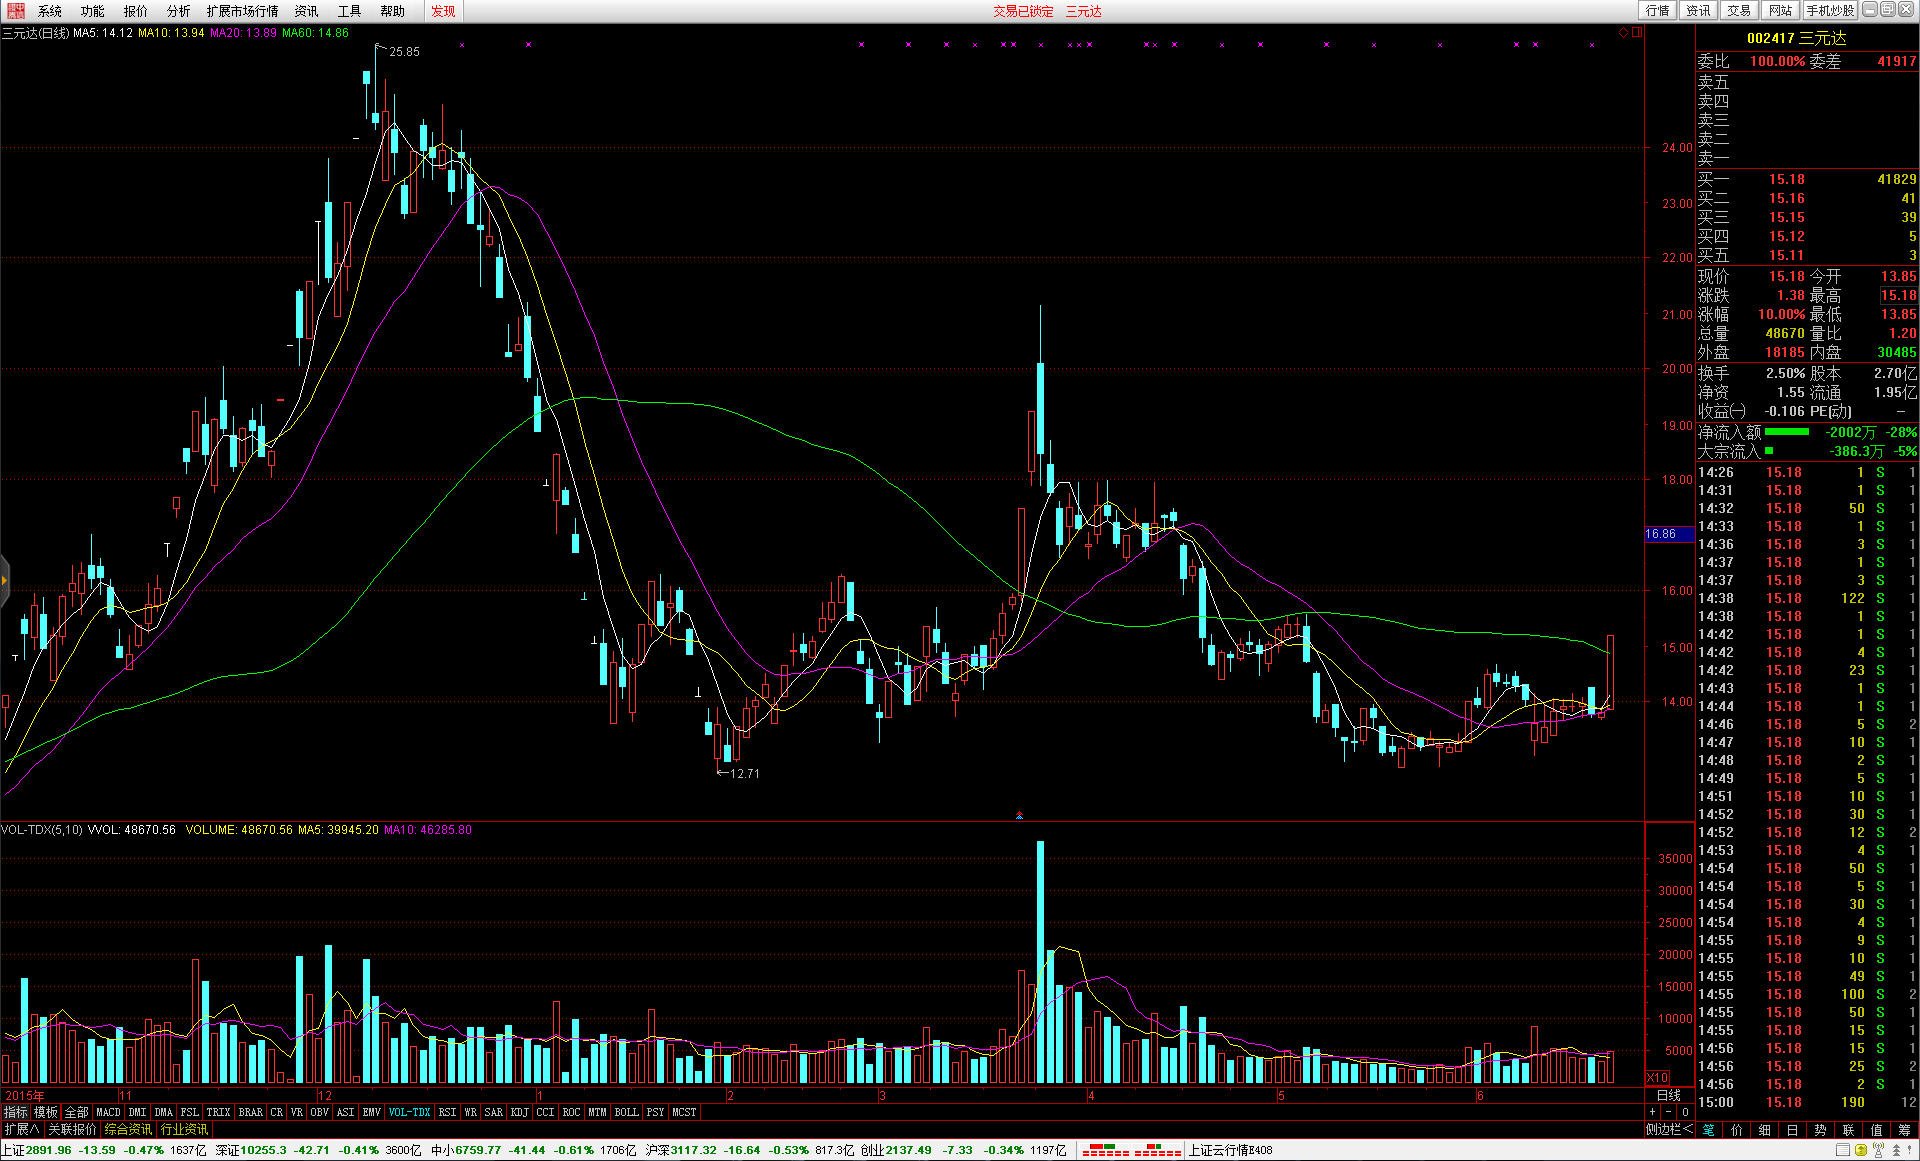 系统 功能 报价 分析 扩展市场行情 资讯 工具 帮助 发现 交易已锁定 三元达 行情 资讯 交易 网站 手机炒股
三元达(日线) MA5: 14.12 MA10: 13.94 MA20: 13.89 MA60: 14.86
25.85
12.71
24.00
23.00
22.00
21.00
20.00
19.00
18.00
16.86
16.00
15.00
14.00
VOL-TDX(5,10) VVOL: 48670.56 VOLUME: 48670.56 MA5: 39945.20 MA10: 46285.80
35000
30000
25000
20000
15000
10000
5000
X10
2015年 11 12 1 2 3 4 5 6 日线
指标 模板 全部 MACD DMI DMA FSL TRIX BRAR CR VR OBV ASI EMV VOL-TDX RSI WR SAR KDJ CCI ROC MTM BOLL PSY MCST + - 0
扩展∧ 关联报价 综合资讯 行业资讯 侧边栏< 笔 价 细 日 势 联 值 筹
002417 三元达
委比 100.00% 委差 41917
卖五
卖四
卖三
卖二
卖一
买一 15.18 41829
买二 15.16 41
买三 15.15 39
买四 15.12 5
买五 15.11 3
现价 15.18 今开 13.85
涨跌 1.38 最高 15.18
涨幅 10.00% 最低 13.85
总量 48670 量比 1.20
外盘 18185 内盘 30485
换手 2.50% 股本 2.70亿
净资 1.55 流通 1.95亿
收益㈠ -0.106 PE(动) –
净流入额 -2002万 -28%
大宗流入 -386.3万 -5%
14:26 15.18 1 S 1
14:31 15.18 1 S 1
14:32 15.18 50 S 1
14:33 15.18 1 S 1
14:36 15.18 3 S 1
14:37 15.18 1 S 1
14:37 15.18 3 S 1
14:38 15.18 122 S 1
14:38 15.18 1 S 1
14:42 15.18 1 S 1
14:42 15.18 4 S 1
14:42 15.18 23 S 1
14:43 15.18 1 S 1
14:44 15.18 1 S 1
14:46 15.18 5 S 2
14:47 15.18 10 S 1
14:48 15.18 2 S 1
14:49 15.18 5 S 1
14:51 15.18 10 S 1
14:52 15.18 30 S 1
14:52 15.18 12 S 2
14:53 15.18 4 S 1
14:54 15.18 50 S 1
14:54 15.18 5 S 1
14:54 15.18 30 S 1
14:54 15.18 4 S 1
14:55 15.18 9 S 1
14:55 15.18 10 S 1
14:55 15.18 49 S 1
14:55 15.18 100 S 2
14:55 15.18 50 S 1
14:55 15.18 15 S 1
14:56 15.18 15 S 1
14:56 15.18 25 S 2
14:56 15.18 2 S 1
15:00 15.18 190 12
上证2891.96 -13.59 -0.47% 1637亿 深证10255.3 -42.71 -0.41% 3600亿 中小6759.77 -41.44 -0.61% 1706亿 沪深3117.32 -16.64 -0.53% 817.3亿 创业2137.49 -7.33 -0.34% 1197亿 上证云行情E408